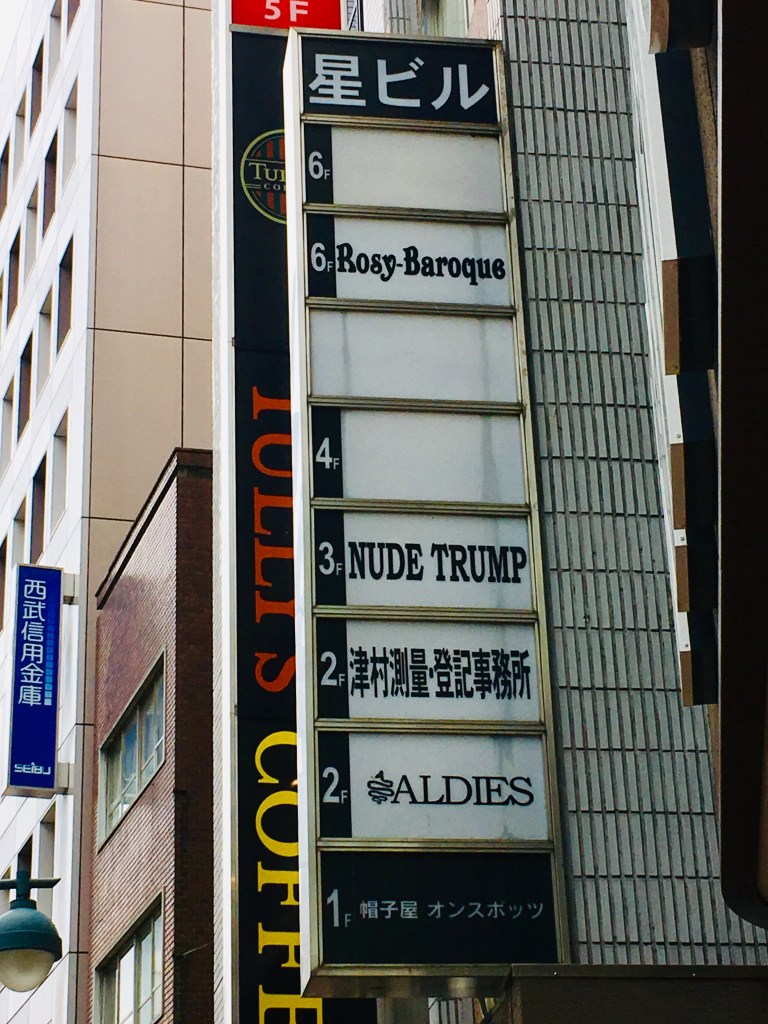 5F
星ビル
6F
6F Rosy-Baroque
4F
3F NUDE TRUMP
2F 津村測量・登記事務所
2F ALDIES
1F 帽子屋 オンスポッツ
TULLY'S COFFE
西武信用金庫
SEIBU